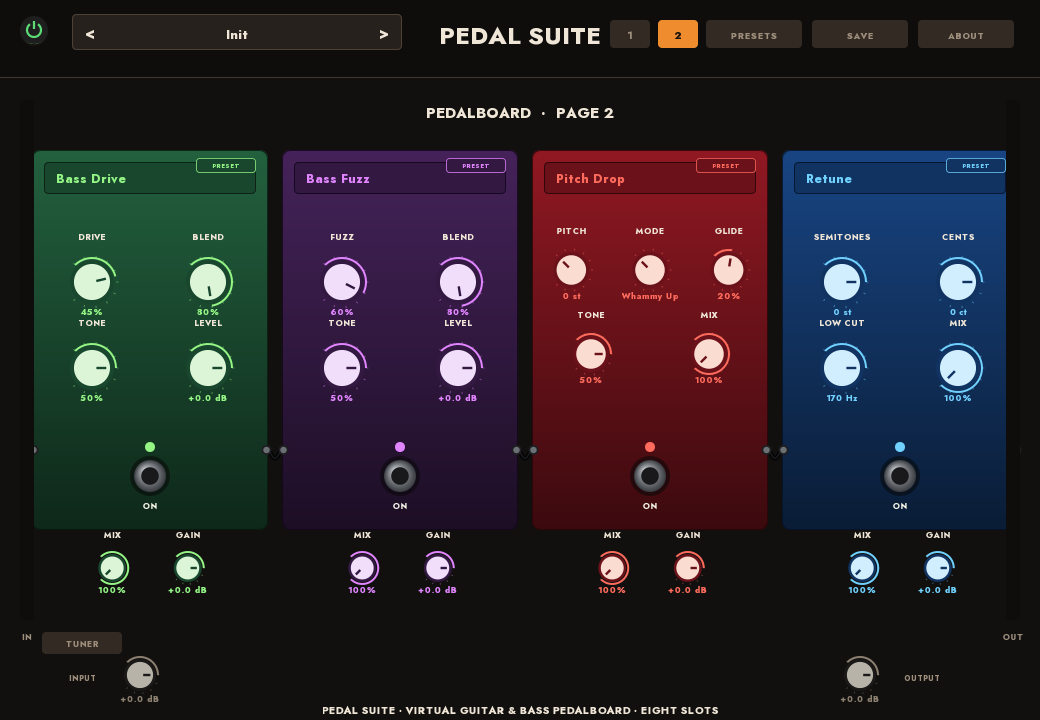 < Init >
PEDAL SUITE 1 2 PRESETS SAVE ABOUT
PEDALBOARD · PAGE 2
PRESET PRESET PRESET PRESET
Bass Drive Bass Fuzz Pitch Drop Retune
PITCH MODE GLIDE
DRIVE BLEND FUZZ BLEND SEMITONES CENTS
0 st Whammy Up 20%
45% 80% 60% 80% 0 st 0 ct
TONE MIX
TONE LEVEL TONE LEVEL LOW CUT MIX
50% 100%
50% +0.0 dB 50% +0.0 dB 170 Hz 100%
ON ON ON ON
MIX GAIN MIX GAIN MIX GAIN MIX GAIN
100% +0.0 dB 100% +0.0 dB 100% +0.0 dB 100% +0.0 dB
IN OUT
TUNER
INPUT OUTPUT
+0.0 dB +0.0 dB
PEDAL SUITE · VIRTUAL GUITAR & BASS PEDALBOARD · EIGHT SLOTS